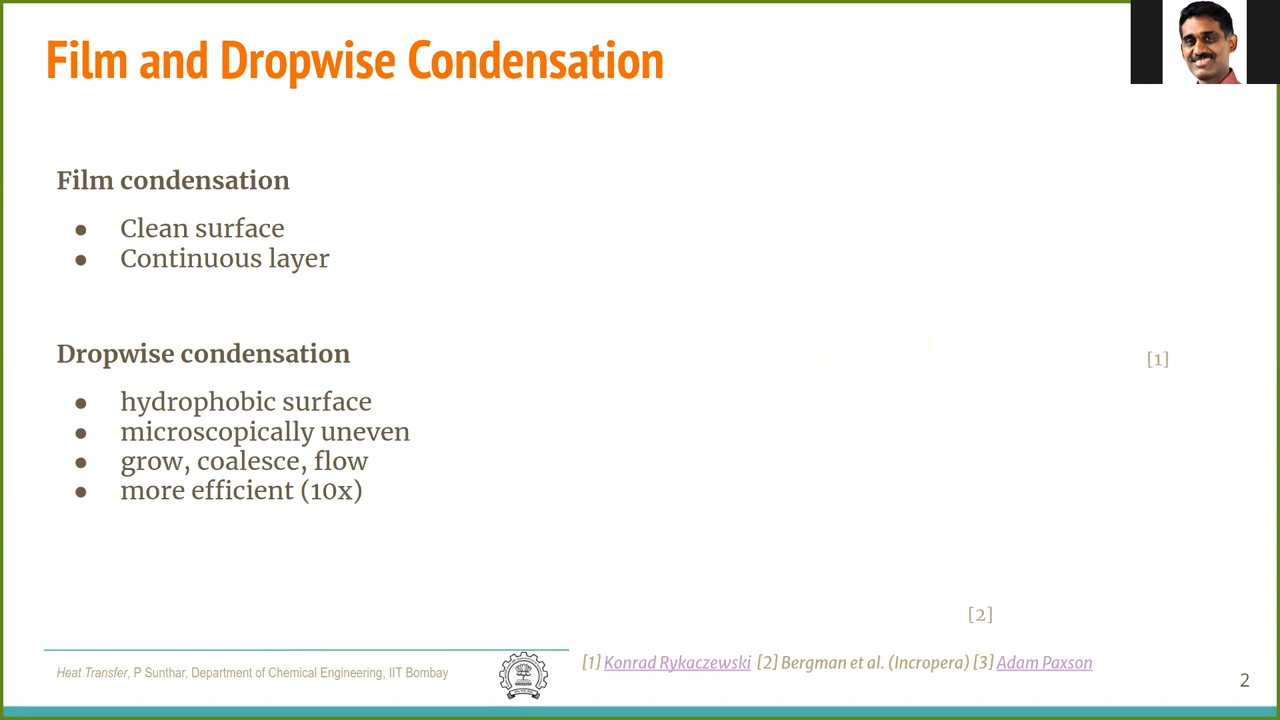 Film and Dropwise Condensation
Film condensation
● Clean surface
● Continuous layer
Dropwise condensation
● hydrophobic surface
● microscopically uneven
● grow, coalesce, flow
● more efficient (10x)
[1]
[2]
Heat Transfer, P Sunthar, Department of Chemical Engineering, IIT Bombay
[1] Konrad Rykaczewski [2] Bergman et al. (Incropera) [3] Adam Paxson
2